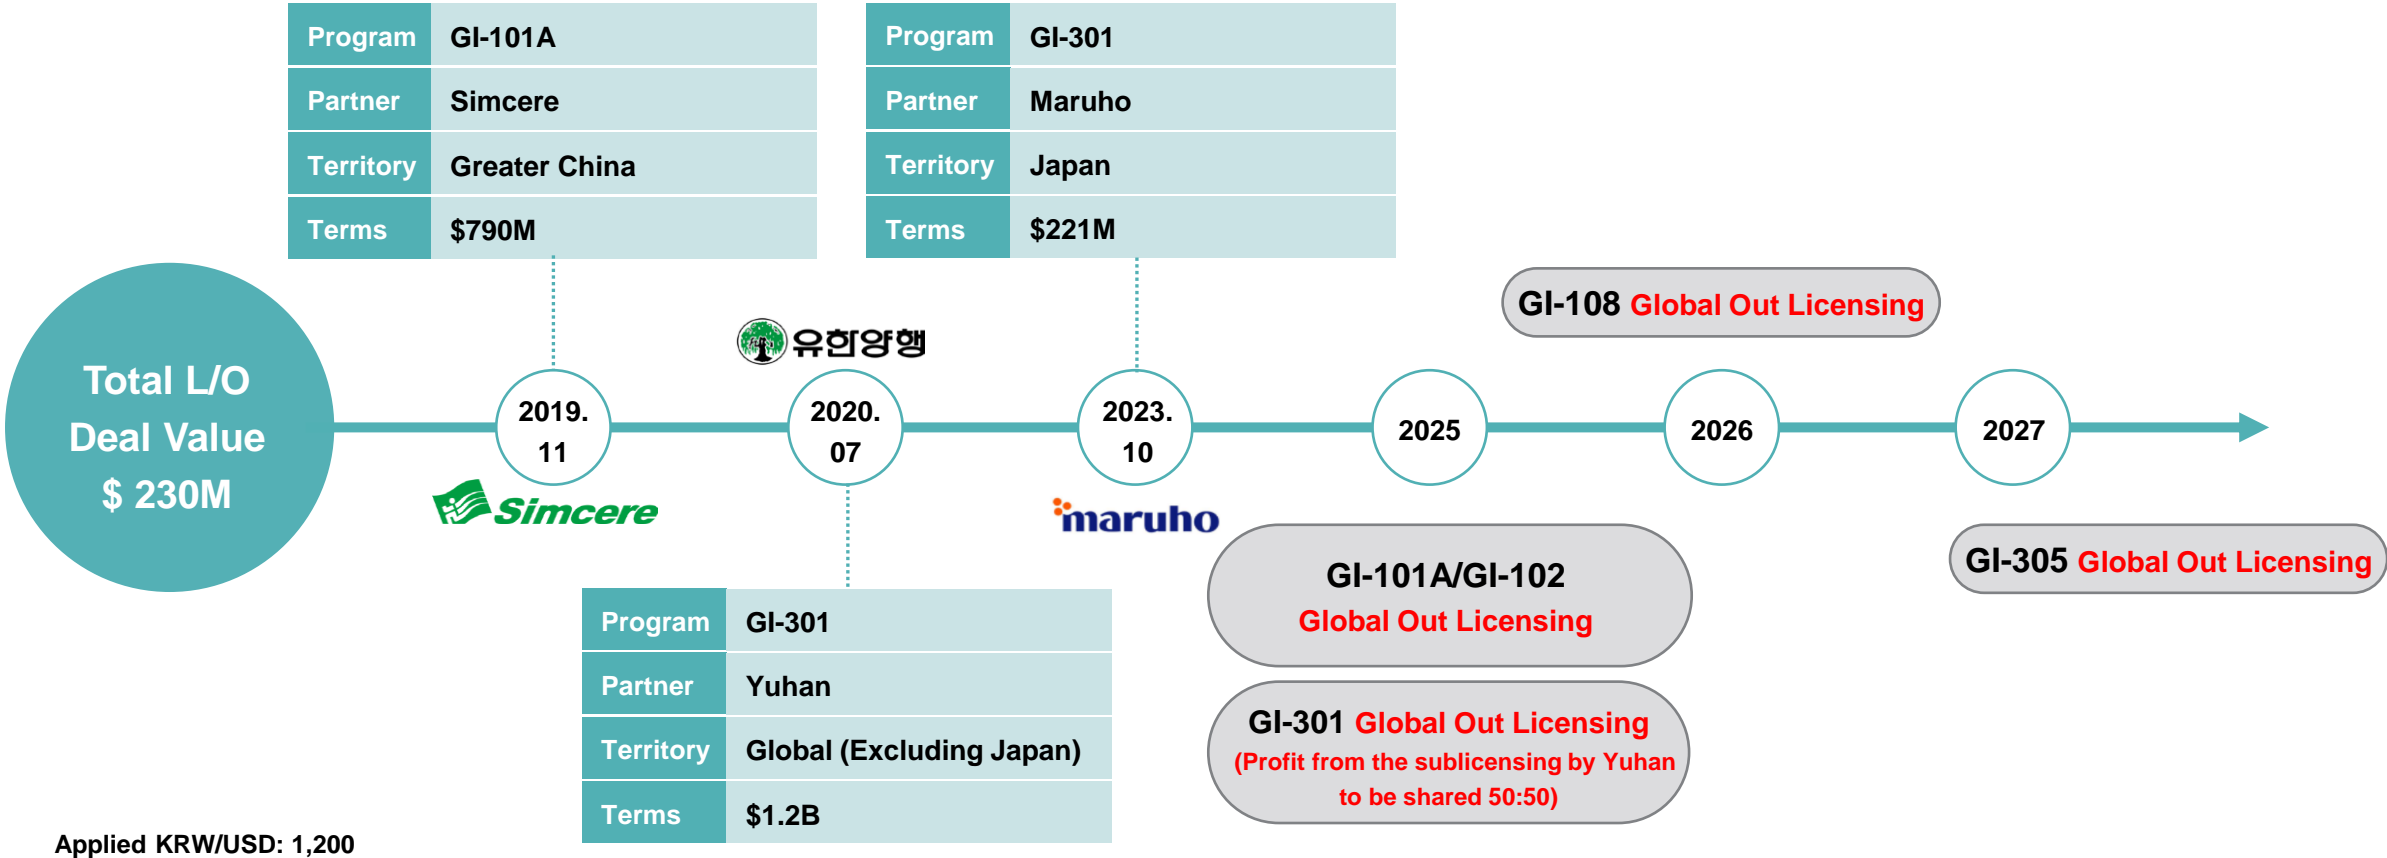 Program GI-101A
Partner Simcere
Territory Greater China
Terms $790M
Program GI-301
Partner Maruho
Territory Japan
Terms $221M
Total L/O
Deal Value
$ 230M
2019.
11
Simcere
유한양행
2020.
07
2023.
10
maruho
2025
2026
2027
GI-108 Global Out Licensing
GI-101A/GI-102
Global Out Licensing
GI-301 Global Out Licensing
(Profit from the sublicensing by Yuhan
to be shared 50:50)
GI-305 Global Out Licensing
Program GI-301
Partner Yuhan
Territory Global (Excluding Japan)
Terms $1.2B
Applied KRW/USD: 1,200